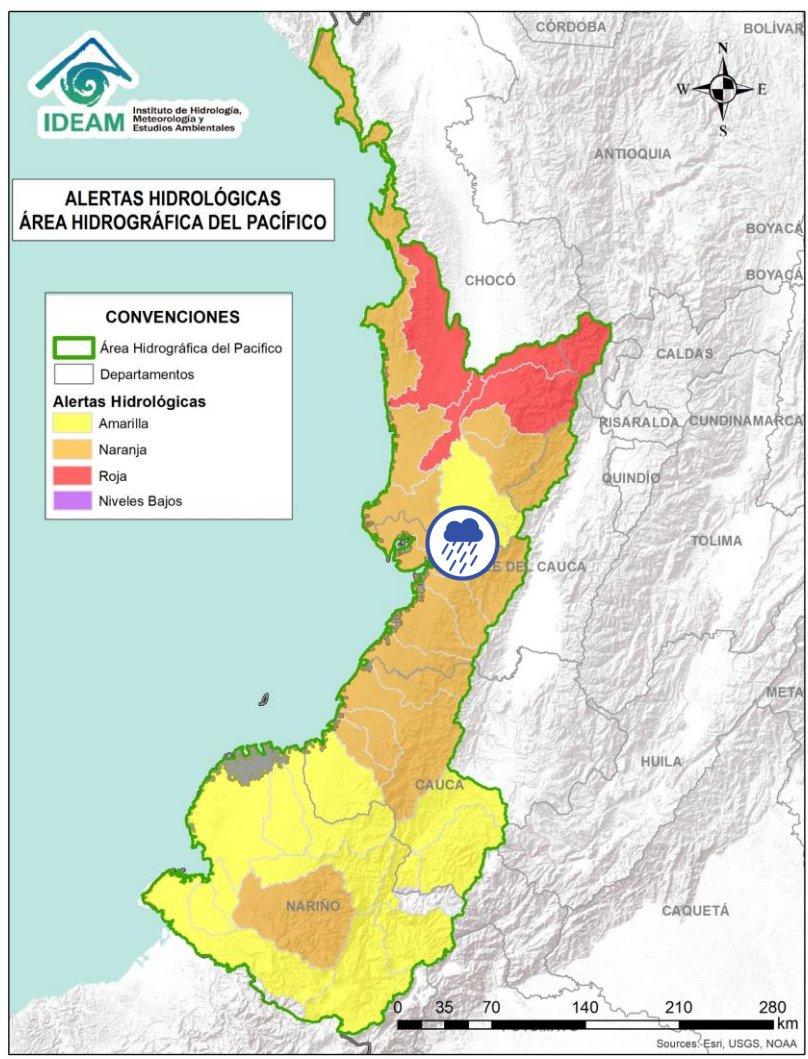 CÓRDOBA
BOLÍVAR
N
W
E
S
IDEAM
Instituto de Hidrología,
Meteorología y
Estudios Ambientales
ANTIOQUIA
ALERTAS HIDROLÓGICAS
ÁREA HIDROGRÁFICA DEL PACÍFICO
BOYACÁ
BOYACÁ
CHOCÓ
CONVENCIONES
Área Hidrográfica del Pacifico
Departamentos
Alertas Hidrológicas
Amarilla
Naranja
Roja
Niveles Bajos
CALDAS
RISARALDA
CUNDINAMARCA
QUINDÍO
TOLIMA
DEL CAUCA
META
HUILA
CAUCA
NARIÑO
CAQUETÁ
0 35 70 140 210 280
km
Sources: Esri, USGS, NOAA